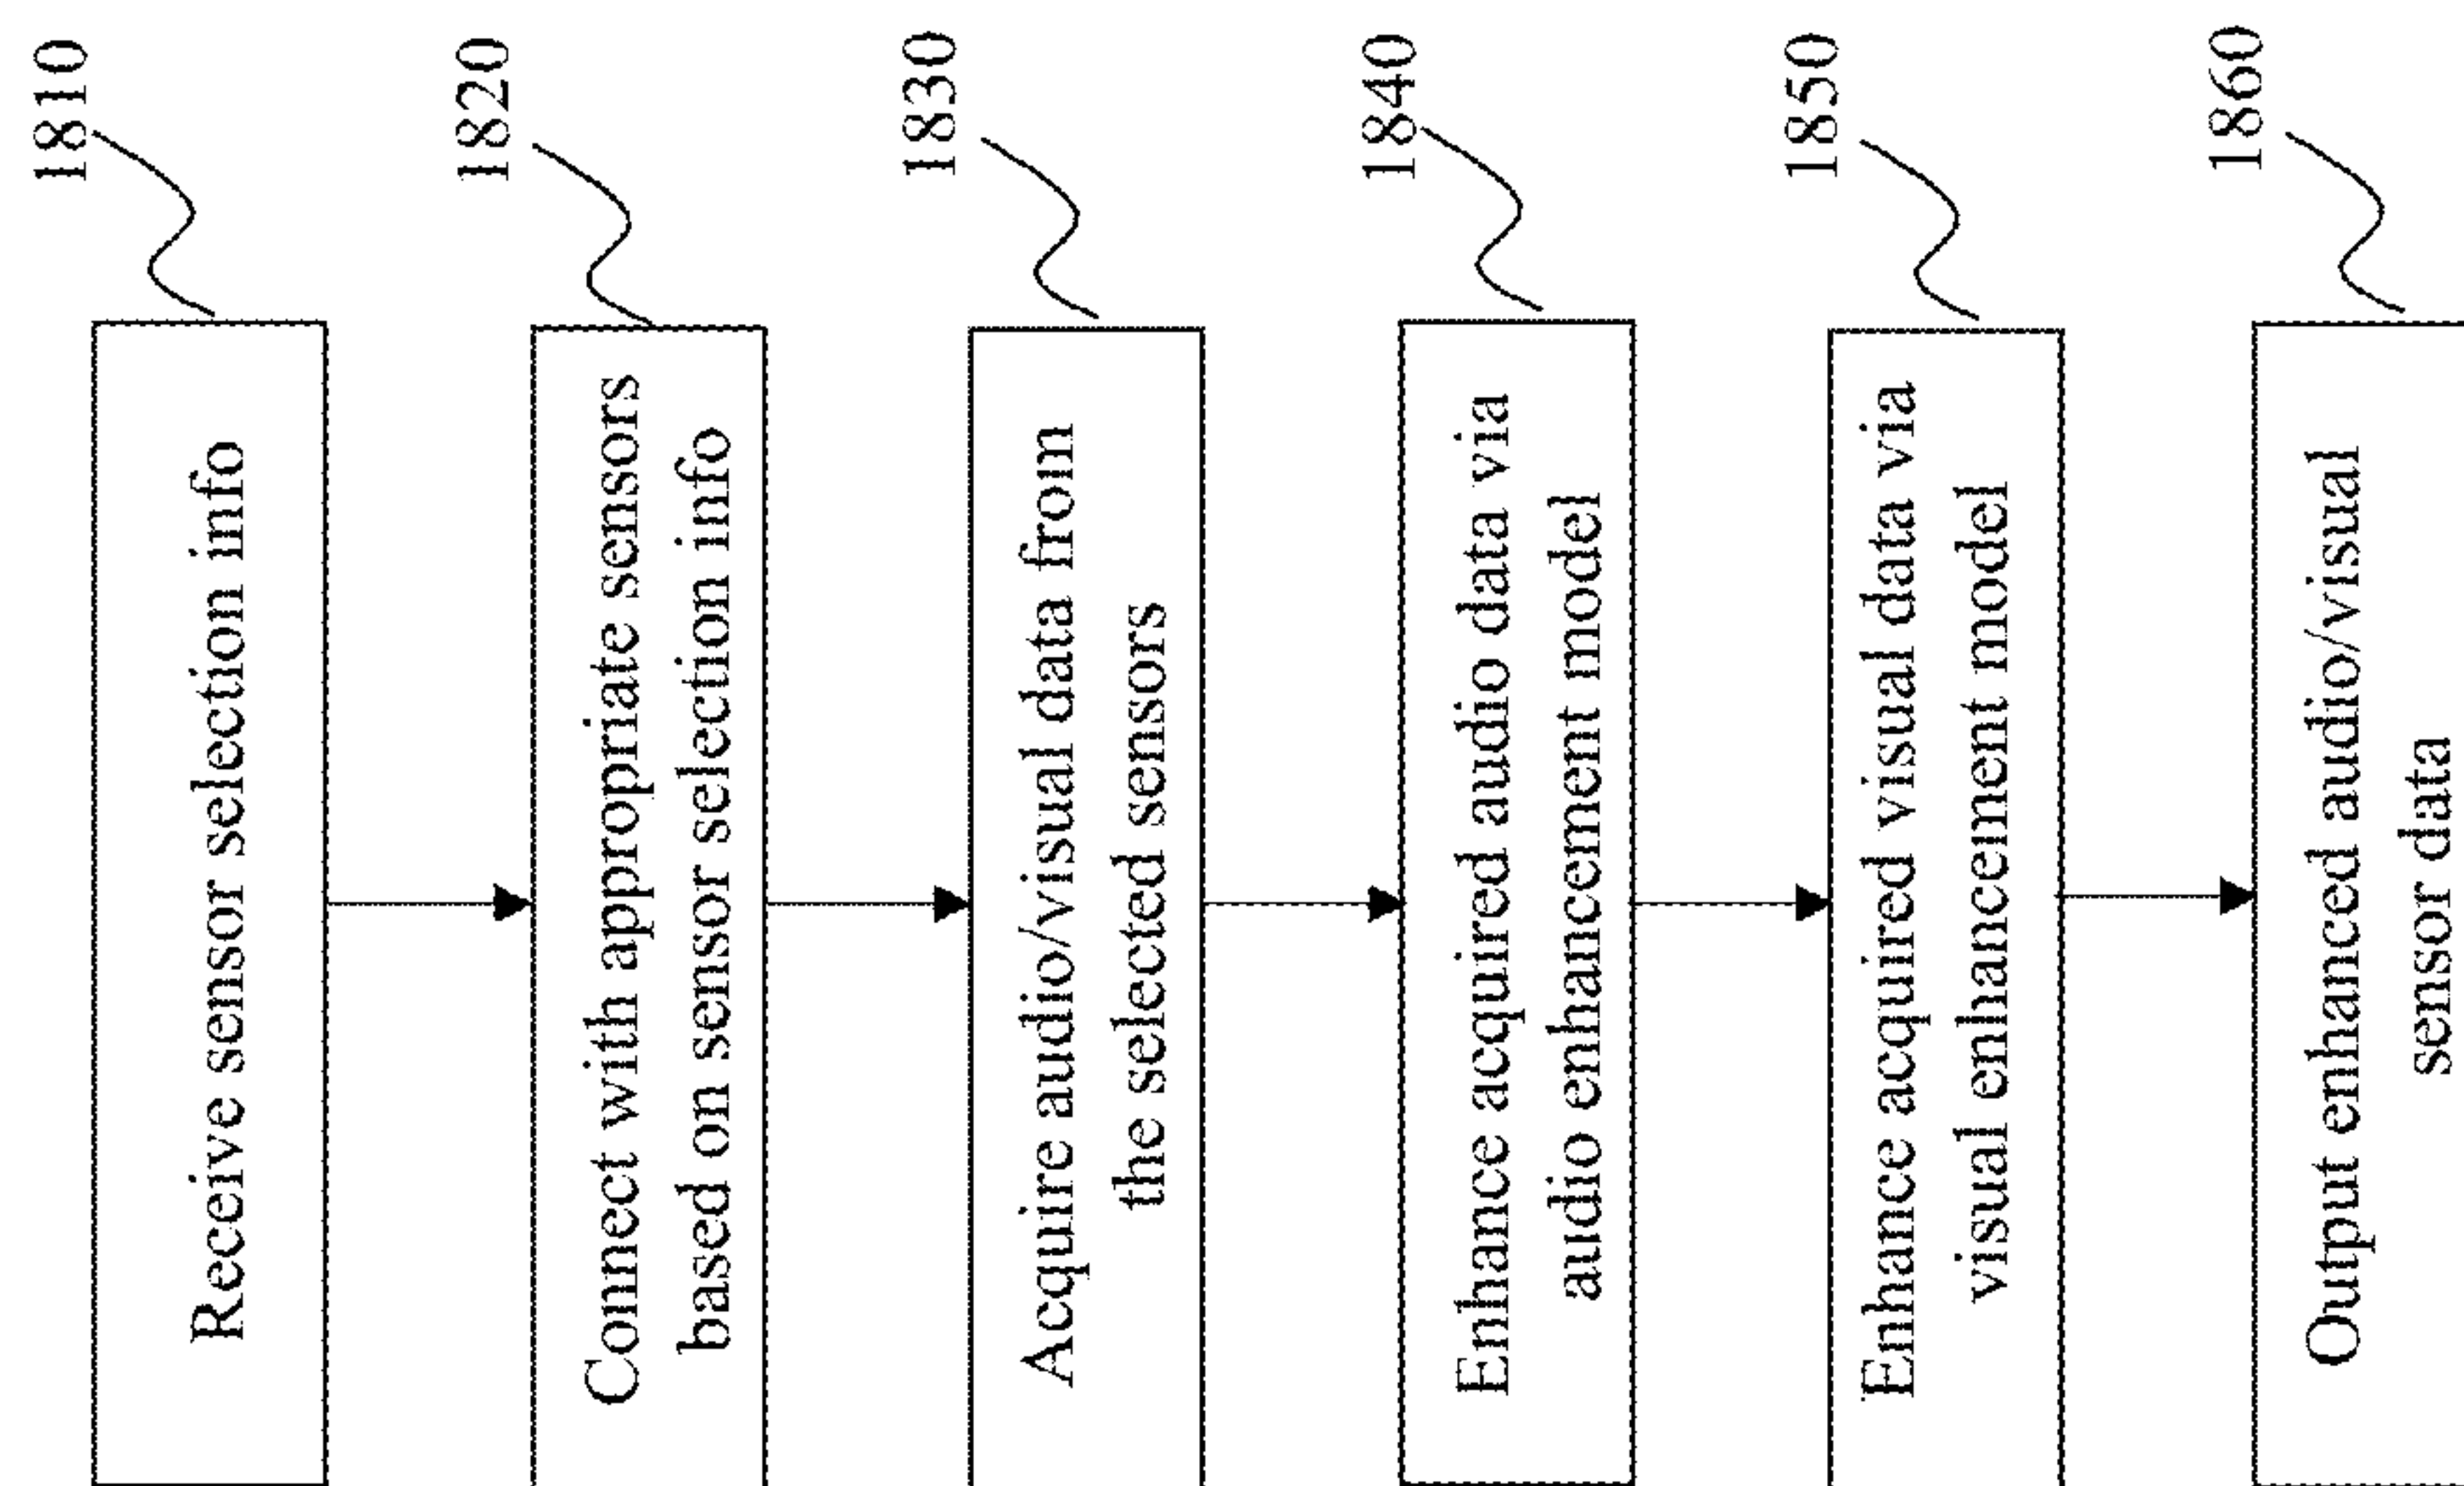 1810
Receive sensor selection info
1820
Connect with appropriate sensors
based on sensor selection info
1830
Acquire audio/visual data from
the selected sensors
1840
Enhance acquired audio data via
audio enhancement model
1850
Enhance acquired visual data via
visual enhancement model
1860
Output enhanced audio/visual
sensor data